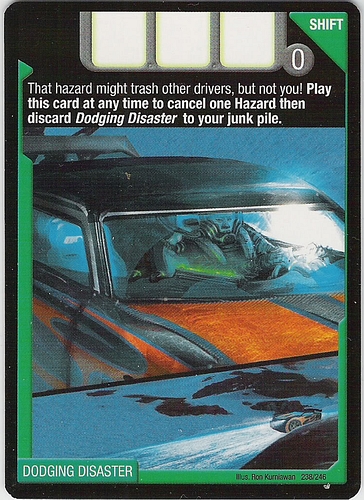 SHIFT
0
That hazard might trash other drivers, but not you! Play
this card at any time to cancel one Hazard then
discard Dodging Disaster to your junk pile.
DODGING DISASTER
Illus. Ron Kurniawan 238/246